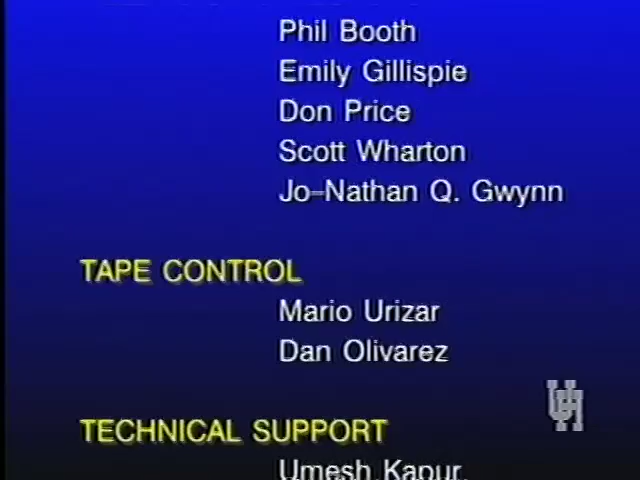 Phil Booth
Emily Gillispie
Don Price
Scott Wharton
Jo–Nathan Q. Gwynn
TAPE CONTROL
Mario Urizar
Dan Olivarez
UH
TECHNICAL SUPPORT
Umesh Kapur